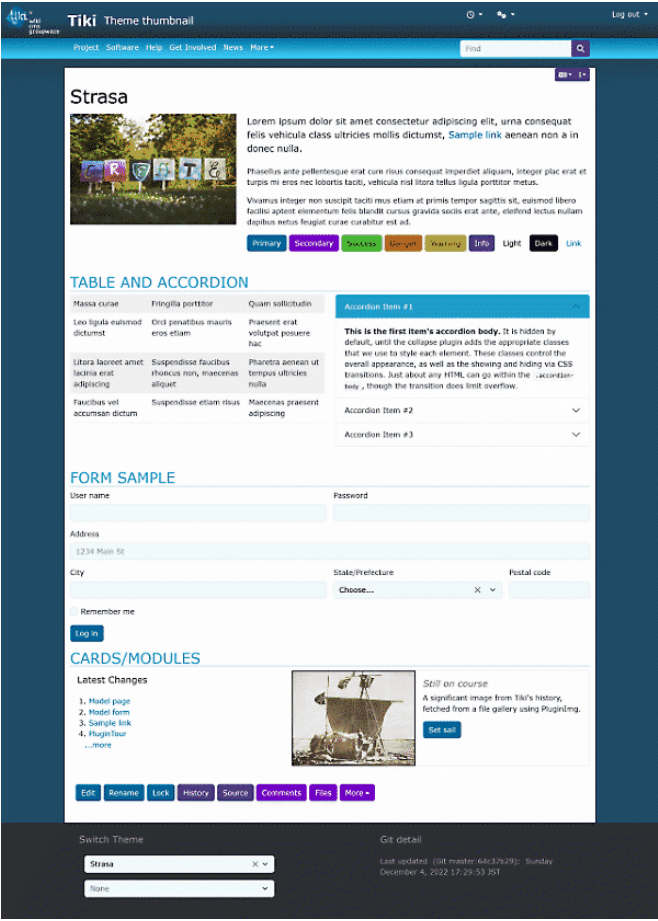 Tiki
wiki
cms
groupware
Tiki Theme thumbnail
Log out
Project Software Help Get Involved News More
Find
Strasa
GREATE
Lorem ipsum dolor sit amet consectetur adipiscing elit, urna consequat
felis vehicula class ultricies mollis dictumst, Sample link aenean non a in
donec nulla.
Phasellus ante pellentesque erat cum risus consequat imperdiet aliquam, integer plac erat et
turpis mi eros nec lobortis taciti, vehicula nisl litora tellus ligula porttitor metus.
Vivamus integer non suscipit taciti mus etiam at primis tempor sagittis sit, euismod libero
facilisi aptent elementum felis blandit cursus gravida sociis erat ante, eleifend lectus nullam
dapibus netus feugiat curae curabitur est ad.
Primary Secondary Success Danger Warning Info Light Dark Link
TABLE AND ACCORDION
Massa curae Fringilla porttitor Quam sollicitudin
Leo ligula euismod Orci penatibus mauris Praesent erat
dictumst eros etiam volutpat posuere
hac
Litora laoreet amet Suspendisse faucibus Pharetra aenean ut
lacinia erat rhoncus non, maecenas tempus ultricies
adipiscing aliquet nulla
Faucibus vel Suspendisse etiam risus Maecenas praesent
accumsan dictum adipiscing
Accordion Item #1
This is the first item's accordion body. It is hidden by
default, until the collapse plugin adds the appropriate classes
that we use to style each element. These classes control the
overall appearance, as well as the showing and hiding via CSS
transitions. Just about any HTML can go within the .accordion-
body , though the transition does limit overflow.
Accordion Item #2
Accordion Item #3
FORM SAMPLE
User name Password
Address
1234 Main St
City State/Prefecture Postal code
Choose...
Remember me
Log in
CARDS/MODULES
Latest Changes
1. Model page
2. Model form
3. Sample link
4. PluginTour
...more
Still on course
A significant image from Tiki's history,
fetched from a file gallery using PluginImg.
Set sail
Edit Rename Lock History Source Comments Files More
Switch Theme
Strasa
None
Git detail
Last updated (Git master:64c37b29): Sunday
December 4, 2022 17:29:53 JST